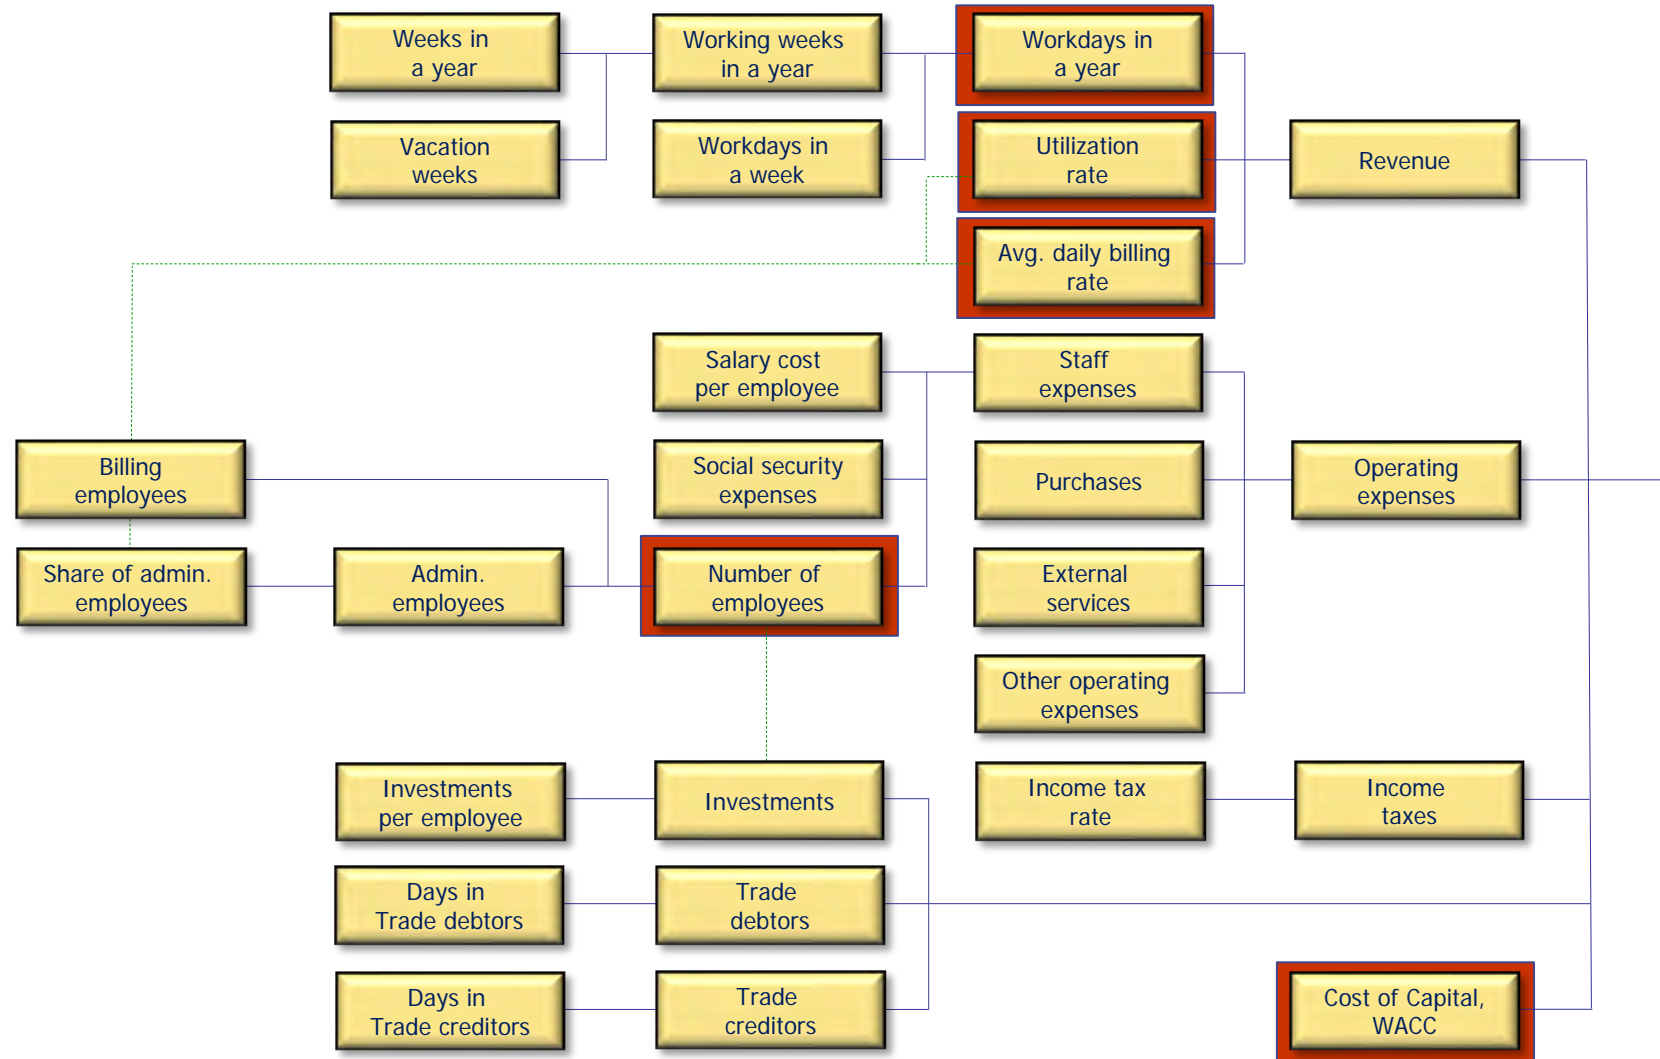 Weeks in
a year
Working weeks
in a year
Workdays in
a year
Vacation
weeks
Workdays in
a week
Utilization
rate
Revenue
Avg. daily billing
rate
Salary cost
per employee
Staff
expenses
Billing
employees
Social security
expenses
Purchases
Operating
expenses
Share of admin.
employees
Admin.
employees
Number of
employees
External
services
Other operating
expenses
Investments
per employee
Investments
Income tax
rate
Income
taxes
Days in
Trade debtors
Trade
debtors
Days in
Trade creditors
Trade
creditors
Cost of Capital,
WACC